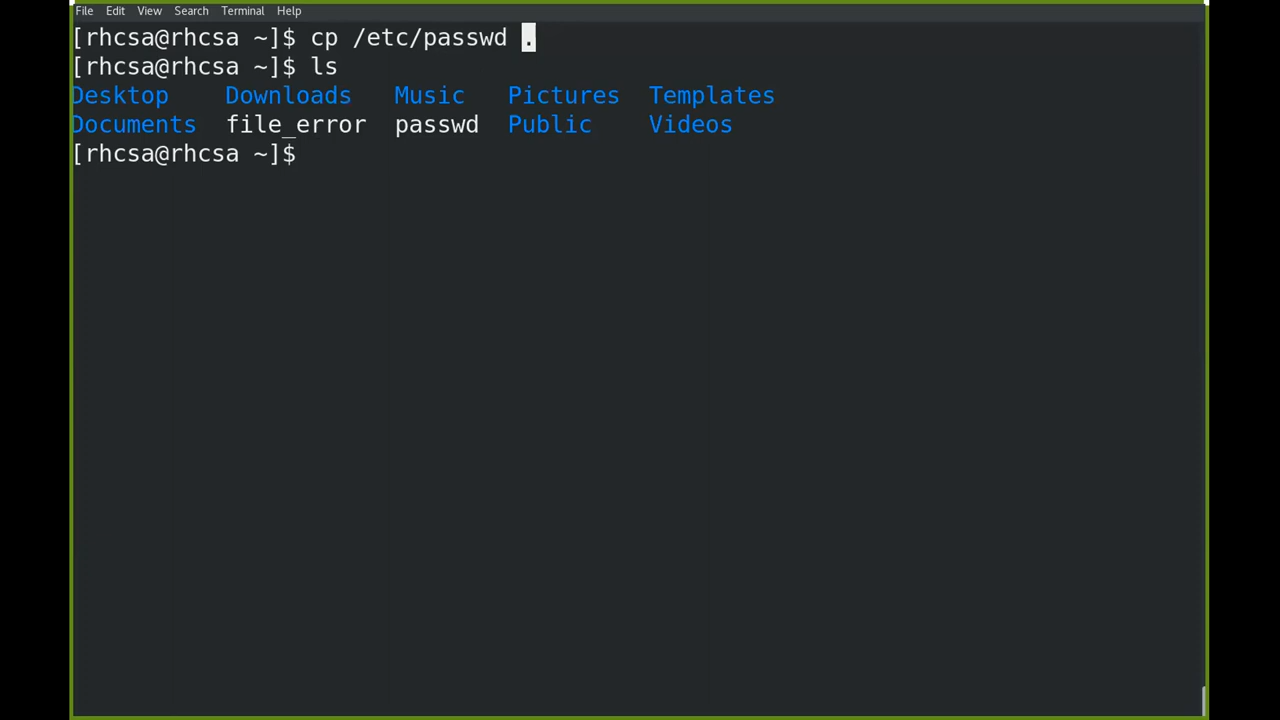 File Edit View Search Terminal Help
[rhcsa@rhcsa ~]$ cp /etc/passwd .
[rhcsa@rhcsa ~]$ ls
Desktop Downloads Music Pictures Templates
Documents file_error passwd Public Videos
[rhcsa@rhcsa ~]$